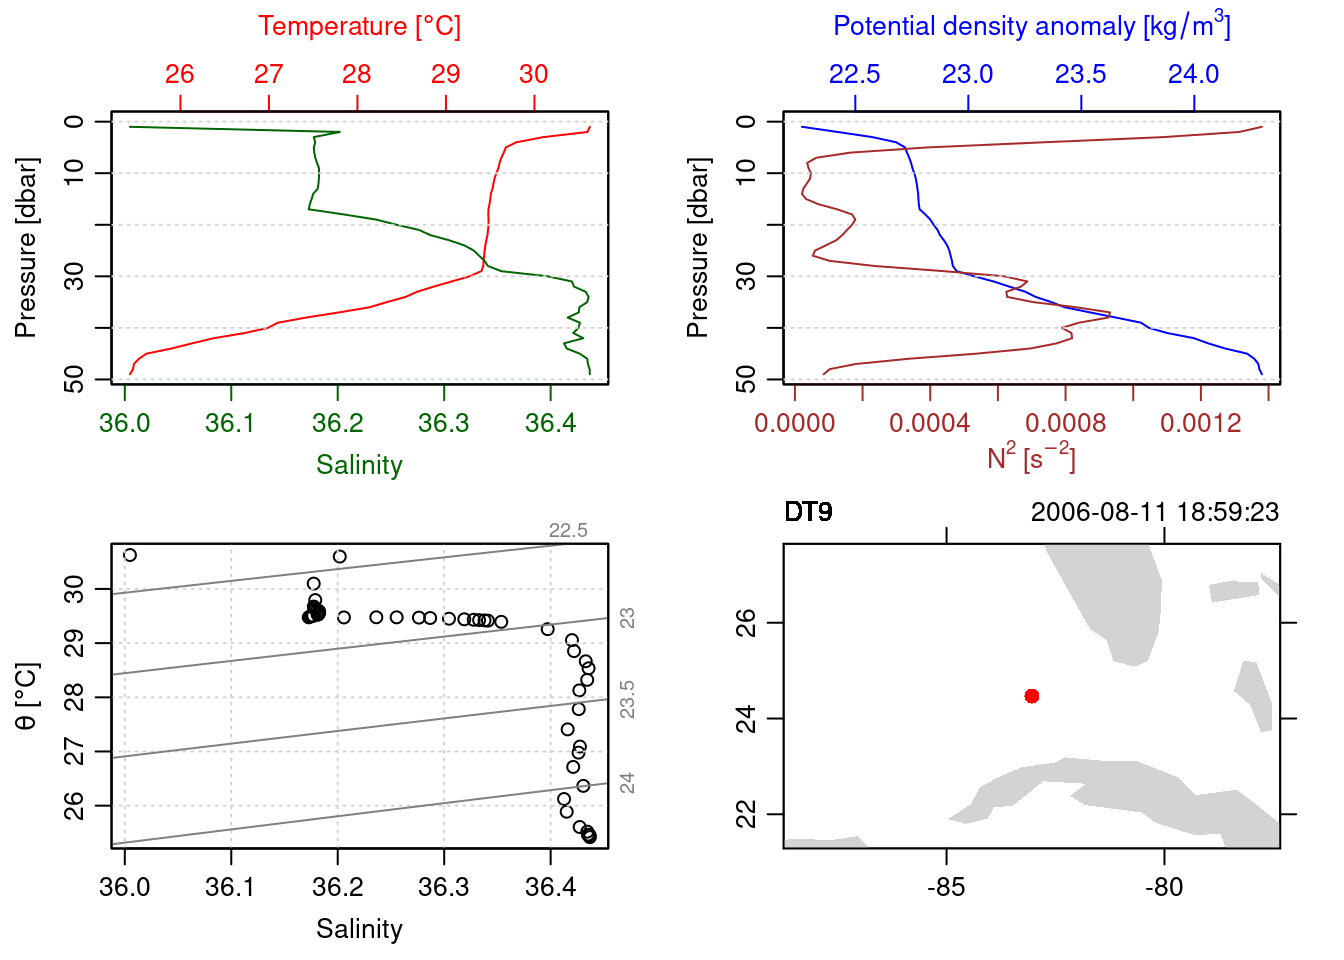 Temperature [°C]
26 27 28 29 30
Pressure [dbar]
0
10
30
50
36.0 36.1 36.2 36.3 36.4
Salinity
Potential density anomaly [kg/m³]
22.5 23.0 23.5 24.0
Pressure [dbar]
0
10
30
50
0.0000 0.0004 0.0008 0.0012
N² [s⁻²]
22.5
θ [°C]
30
29
28
27
26
23
23.5
24
36.0 36.1 36.2 36.3 36.4
Salinity
DT9 2006-08-11 18:59:23
26
24
22
-85 -80